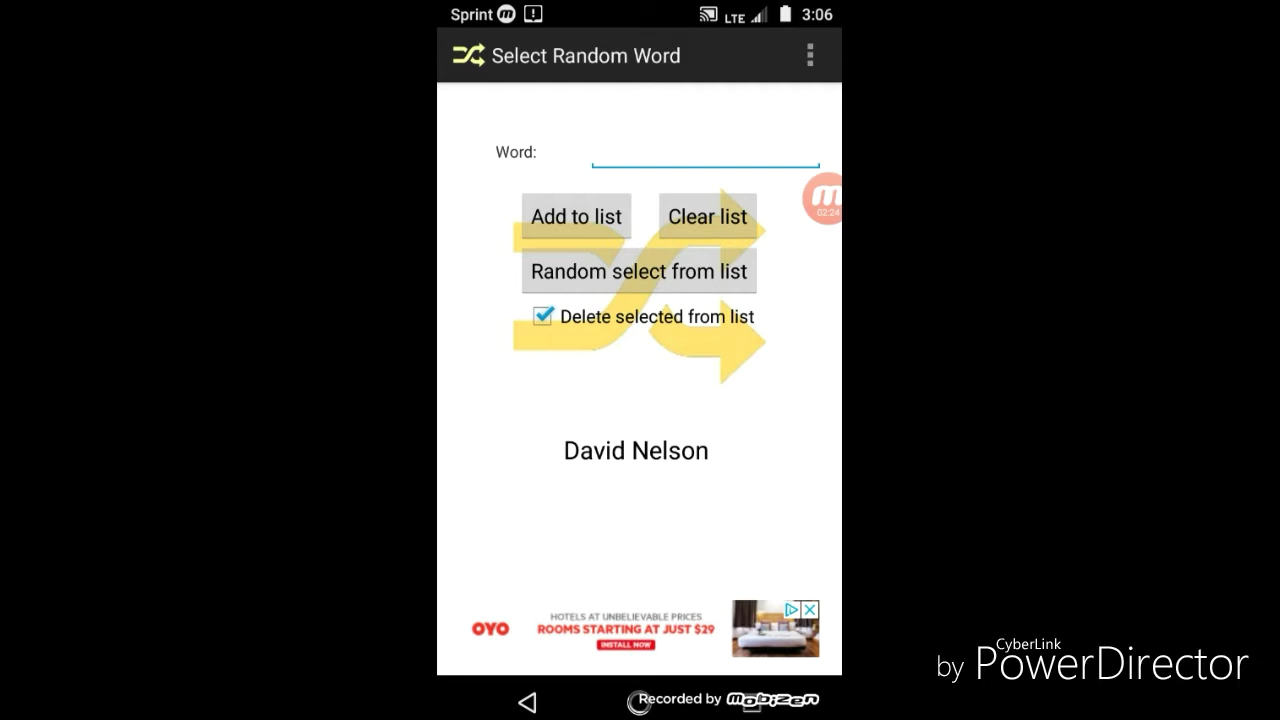 Sprint
LTE
3:06
Select Random Word
Word:
02:24
Add to list
Clear list
Random select from list
Delete selected from list
David Nelson
OYO
HOTELS AT UNBELIEVABLE PRICES
ROOMS STARTING AT JUST $29
INSTALL NOW
CyberLink
by PowerDirector
Recorded by Mobizen